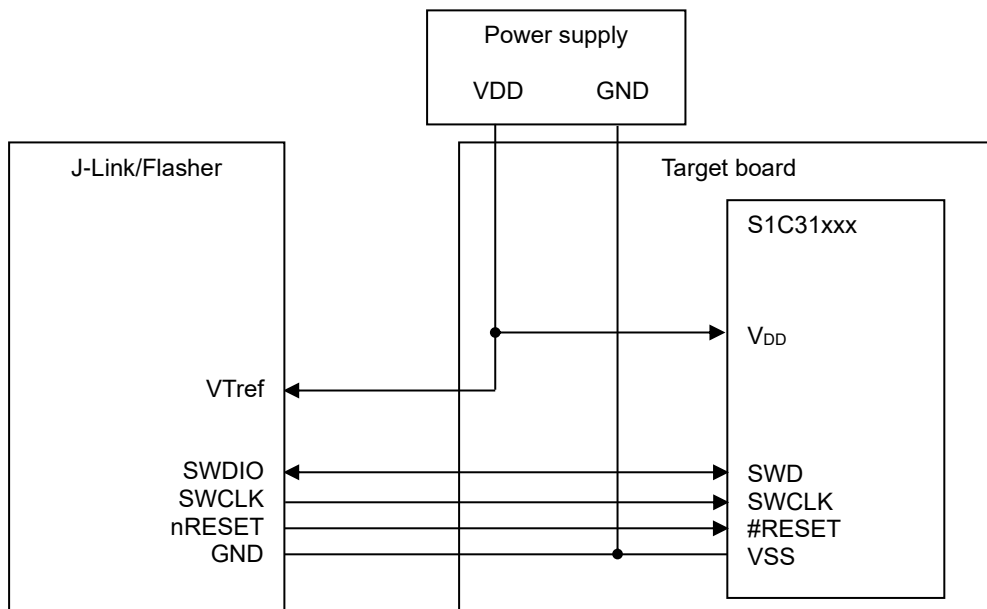 Power supply
VDD GND
J-Link/Flasher
Target board
S1C31xxx
VDD
VTref
SWDIO
SWD
SWCLK
SWCLK
nRESET
#RESET
GND
VSS